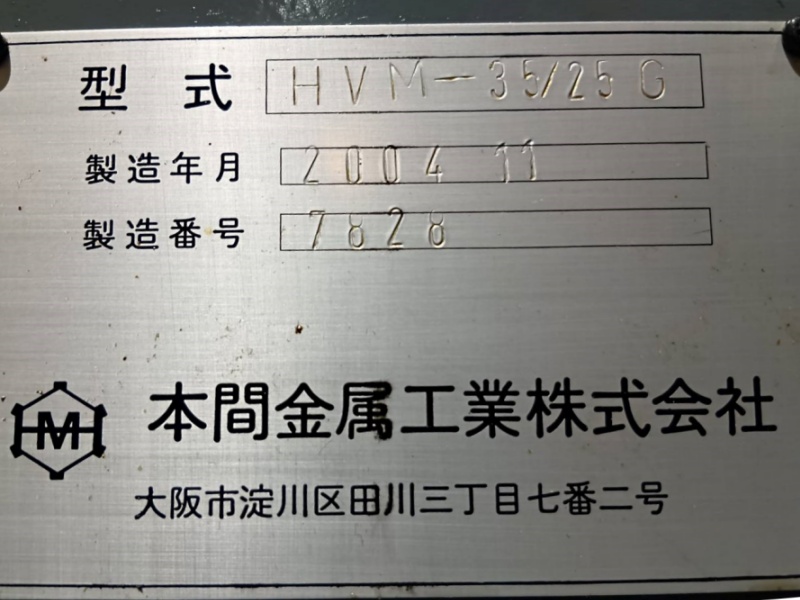 型式 HVM-35/25 G
製造年月 2004 11
製造番号 7828
HMH 本間金属工業株式会社
大阪市淀川区田川三丁目七番二号